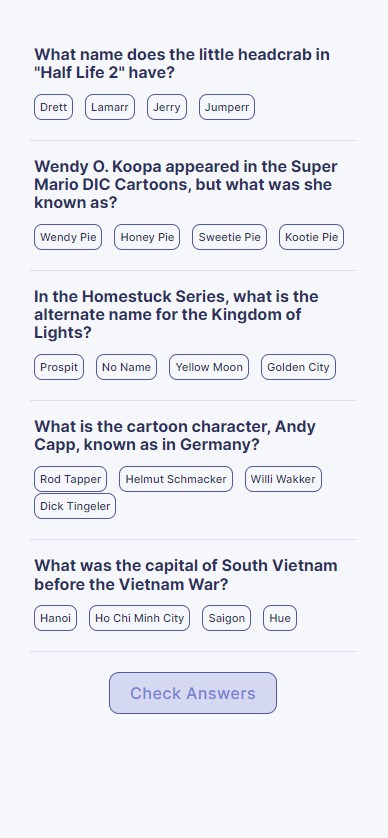 What name does the little headcrab in
"Half Life 2" have?
Drett Lamarr Jerry Jumperr
Wendy O. Koopa appeared in the Super
Mario DIC Cartoons, but what was she
known as?
Wendy Pie Honey Pie Sweetie Pie Kootie Pie
In the Homestuck Series, what is the
alternate name for the Kingdom of
Lights?
Prospit No Name Yellow Moon Golden City
What is the cartoon character, Andy
Capp, known as in Germany?
Rod Tapper Helmut Schmacker Willi Wakker
Dick Tingeler
What was the capital of South Vietnam
before the Vietnam War?
Hanoi Ho Chi Minh City Saigon Hue
Check Answers